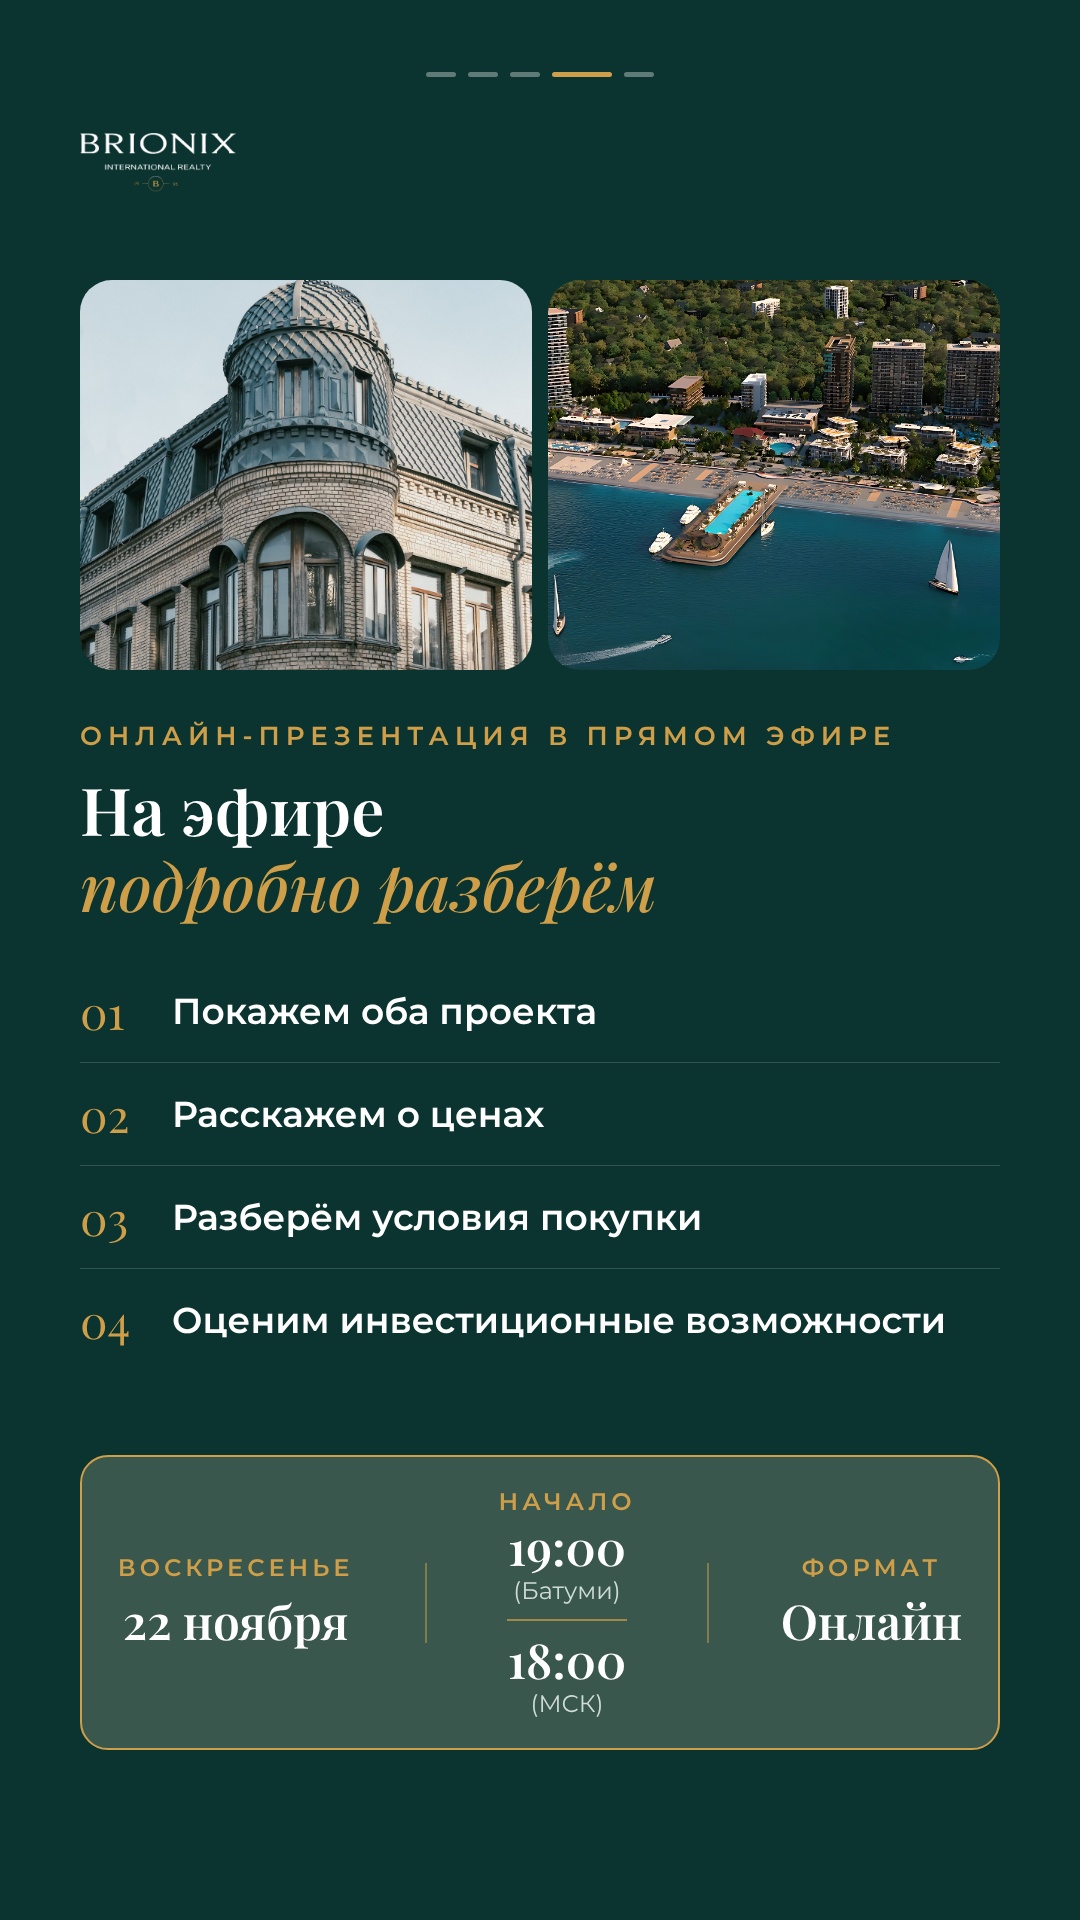 BRIONIX
INTERNATIONAL REALTY
B
ОНЛАЙН-ПРЕЗЕНТАЦИЯ В ПРЯМОМ ЭФИРЕ
На эфире
подробно разберём
01 Покажем оба проекта
02 Расскажем о ценах
03 Разберём условия покупки
04 Оценим инвестиционные возможности
ВОСКРЕСЕНЬЕ
22 ноября
НАЧАЛО
19:00
(Батуми)
18:00
(МСК)
ФОРМАТ
Онлайн